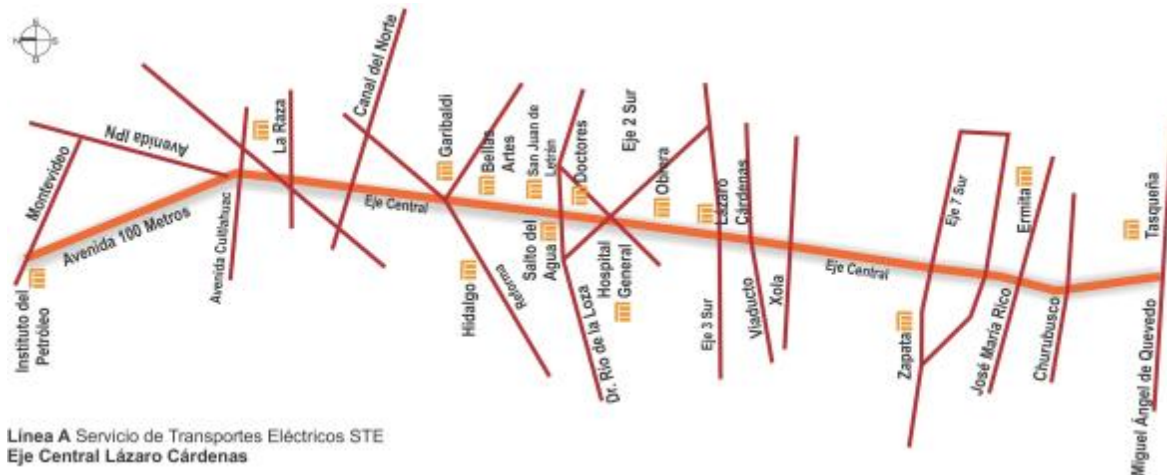 Montevideo
Avenida IPN
Avenida 100 Metros
Instituto del
Petróleo
Avenida Cuitlahuac
La Raza
Canal del Norte
Eje Central
Garibaldi
Bellas
Artes
Hidalgo
Reforma
San Juan de
Letrán
Salto del
Agua
Doctores
Dr. Río de la Loza
Hospital
General
Eje 2 Sur
Obrera
Lázaro
Cárdenas
Eje 3 Sur
Viaducto
Xola
Eje Central
Zapata
Eje 7 Sur
José María Rico
Ermita
Churubusco
Tasqueña
Miguel Ángel de Quevedo
Línea A Servicio de Transportes Eléctricos STE
Eje Central Lázaro Cárdenas